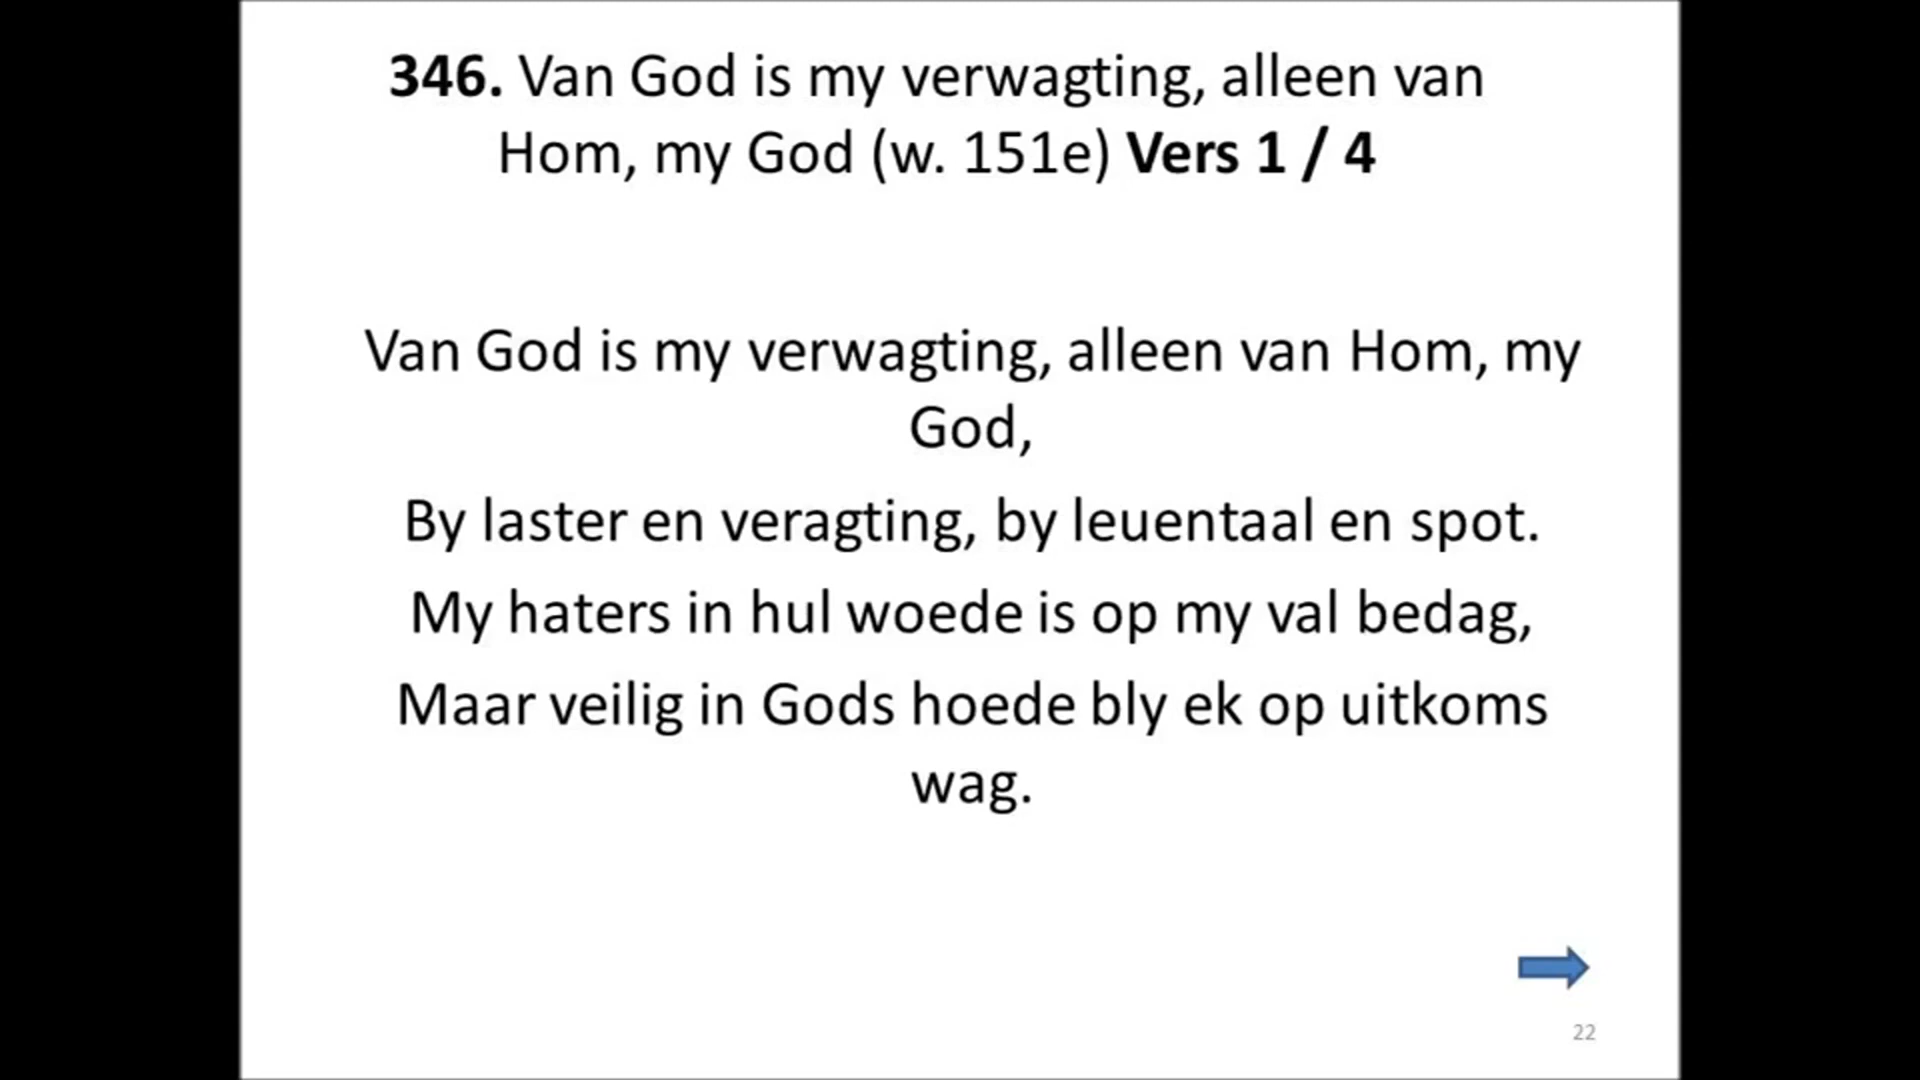 346. Van God is my verwagting, alleen van
Hom, my God (w. 151e) Vers 1 / 4
Van God is my verwagting, alleen van Hom, my
God,
By laster en veragting, by leuentaal en spot.
My haters in hul woede is op my val bedag,
Maar veilig in Gods hoede bly ek op uitkoms
wag.
22